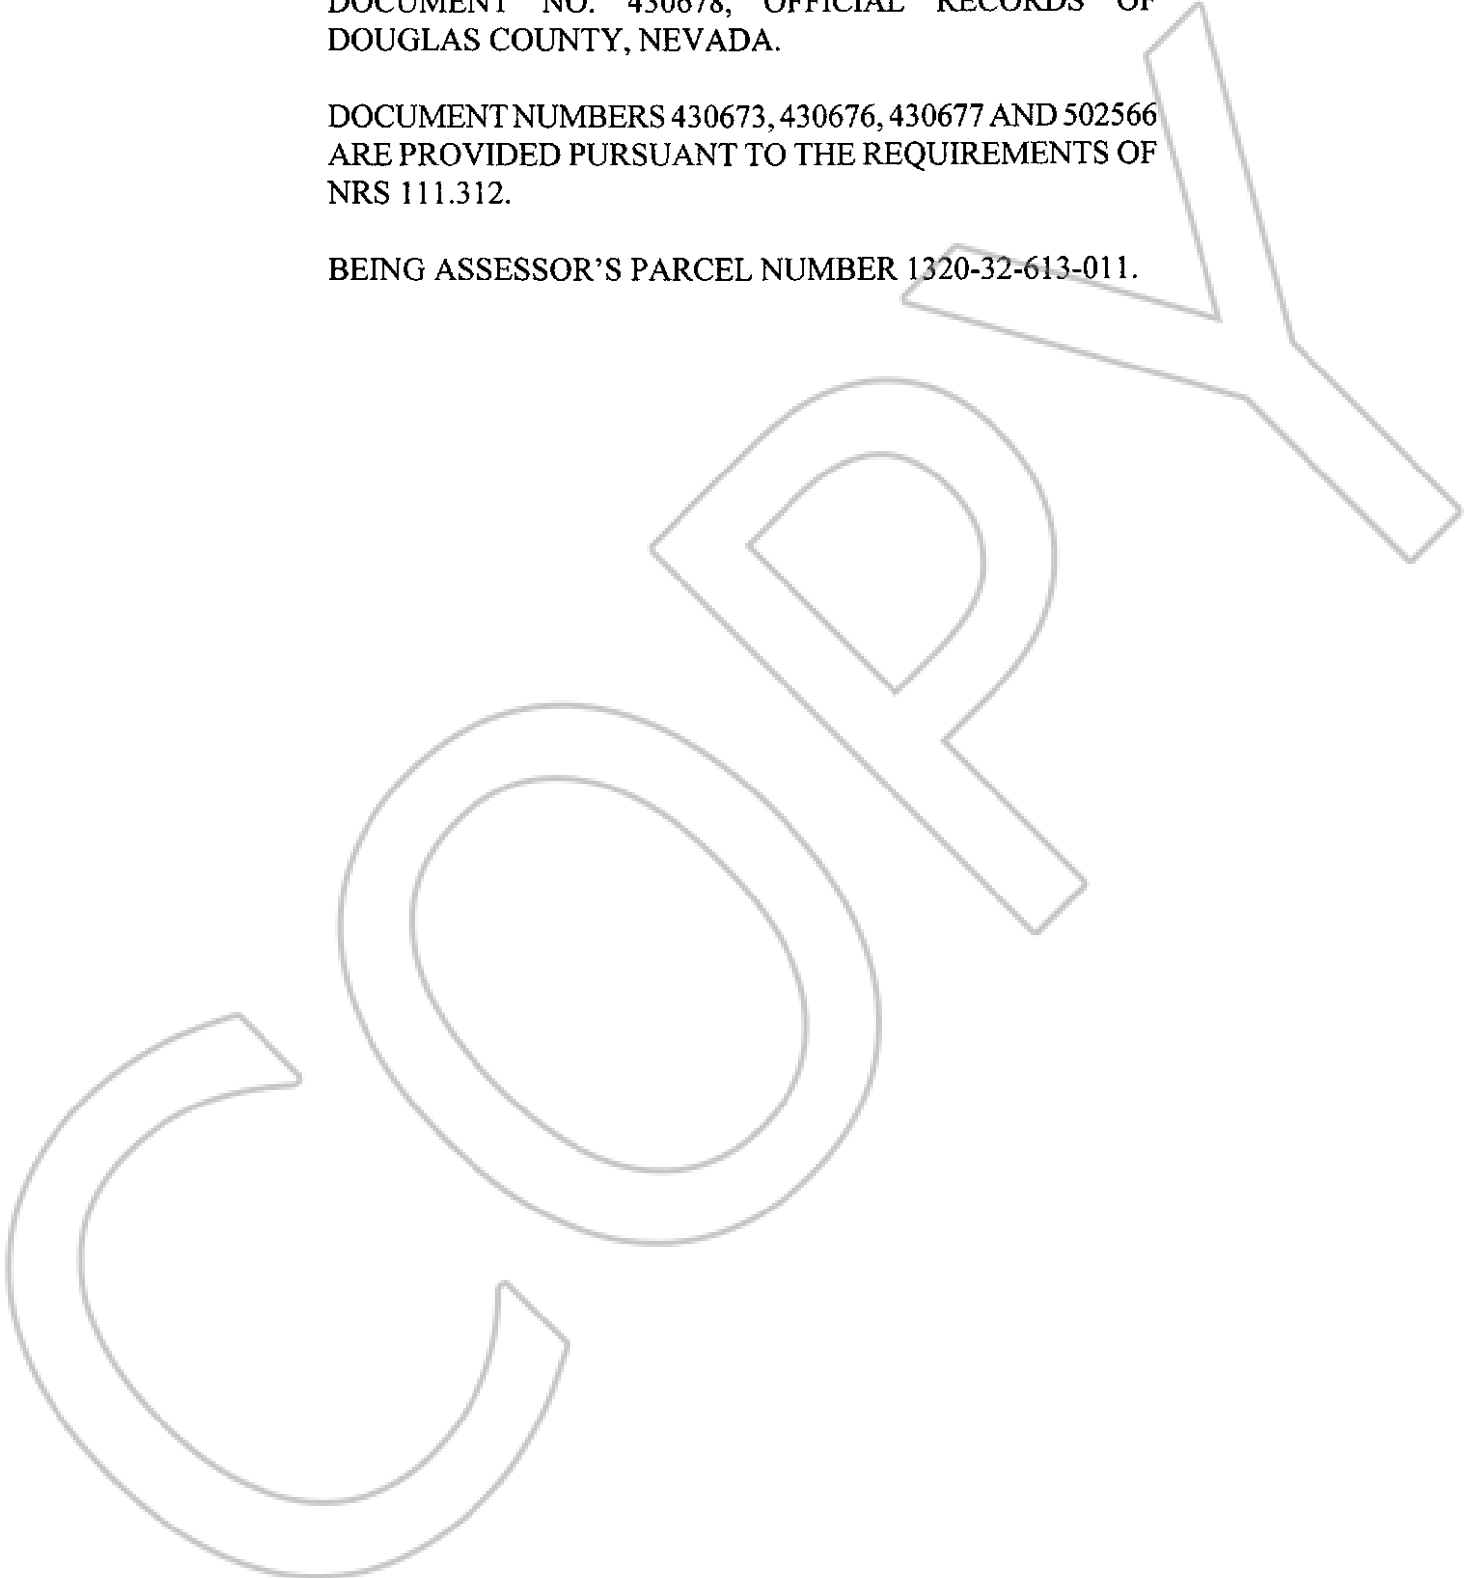 DOCUMENT NO. 430678, OFFICIAL RECORDS OF
DOUGLAS COUNTY, NEVADA.
DOCUMENT NUMBERS 430673, 430676, 430677 AND 502566
ARE PROVIDED PURSUANT TO THE REQUIREMENTS OF
NRS 111.312.
BEING ASSESSOR'S PARCEL NUMBER 1320-32-613-011.
COPY